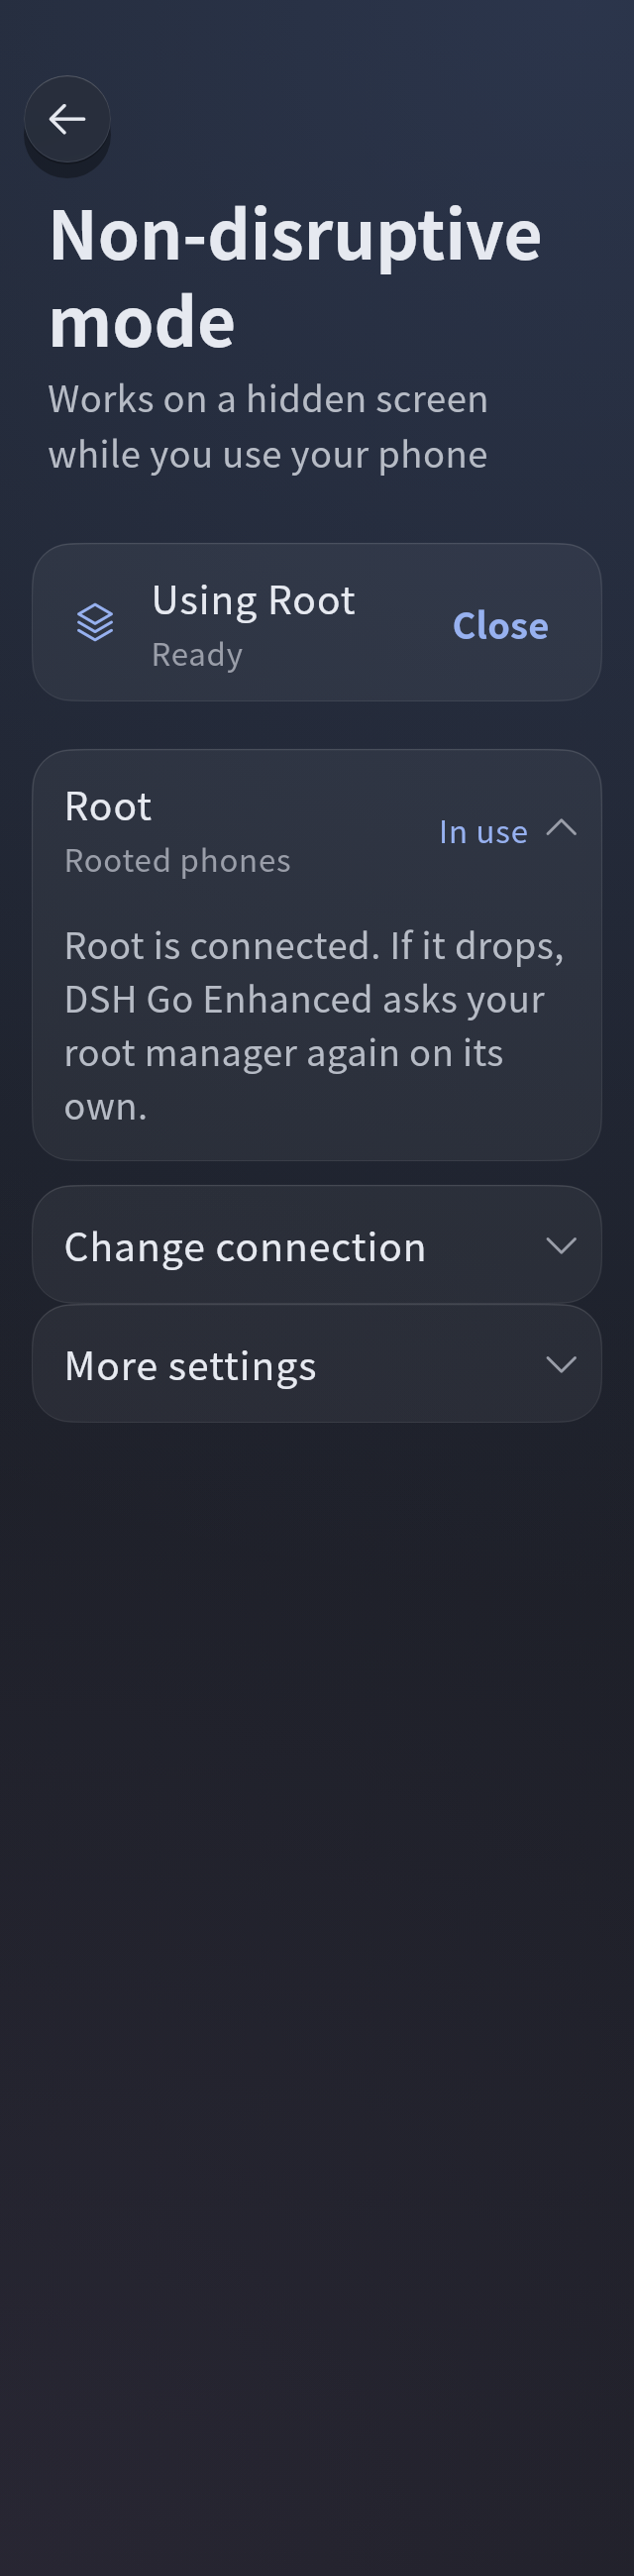 Non-disruptive
mode
Works on a hidden screen
while you use your phone
Using Root
Ready
Close
Root
Rooted phones
In use
Root is connected. If it drops,
DSH Go Enhanced asks your
root manager again on its
own.
Change connection
More settings